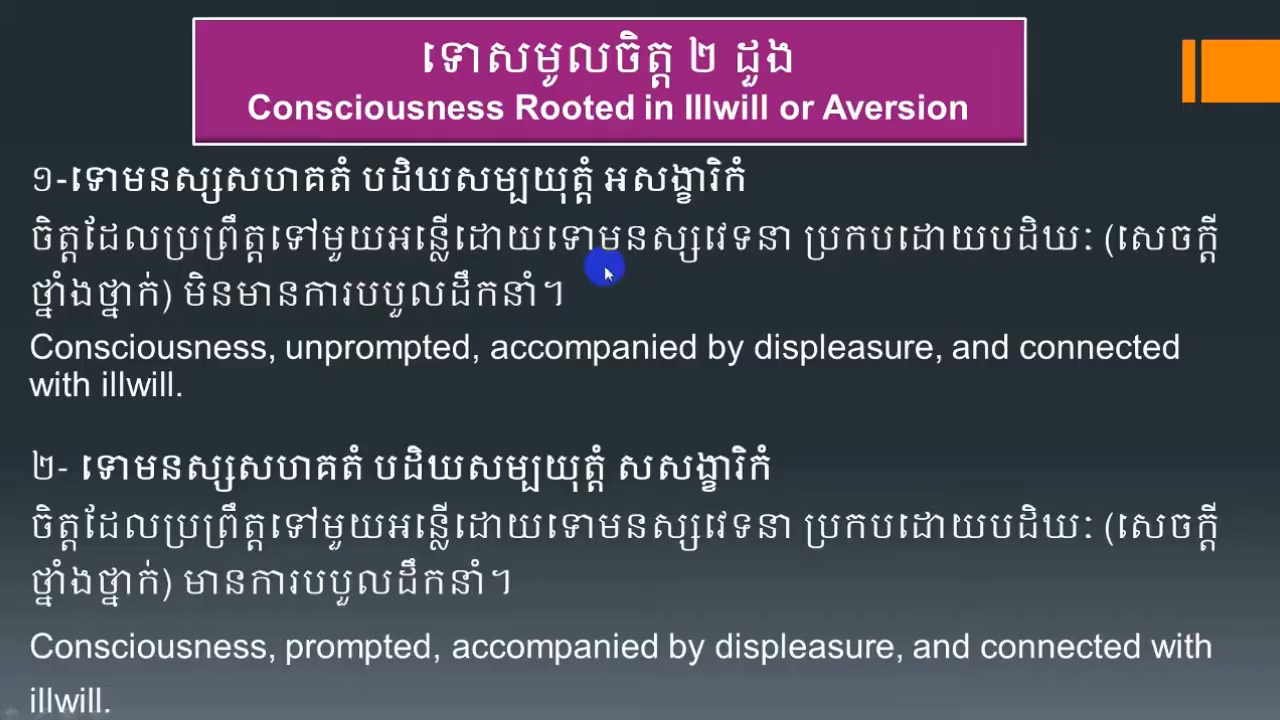 ទោសមូលចិត្ត ២ ដួង
Consciousness Rooted in Illwill or Aversion
១-ទោមនស្សសហគតំ បដិឃសម្បយុត្តំ អសង្ខារិកំ
ចិត្តដែលប្រព្រឹត្តទៅមួយអន្លើដោយទោមនស្សវេទនា ប្រកបដោយបដិឃៈ (សេចក្តី
ថ្នាំងថ្នាក់) មិនមានការបបួលដឹកនាំ។
Consciousness, unprompted, accompanied by displeasure, and connected
with illwill.
២- ទោមនស្សសហគតំ បដិឃសម្បយុត្តំ សសង្ខារិកំ
ចិត្តដែលប្រព្រឹត្តទៅមួយអន្លើដោយទោមនស្សវេទនា ប្រកបដោយបដិឃៈ (សេចក្តី
ថ្នាំងថ្នាក់) មានការបបួលដឹកនាំ។
Consciousness, prompted, accompanied by displeasure, and connected with
illwill.